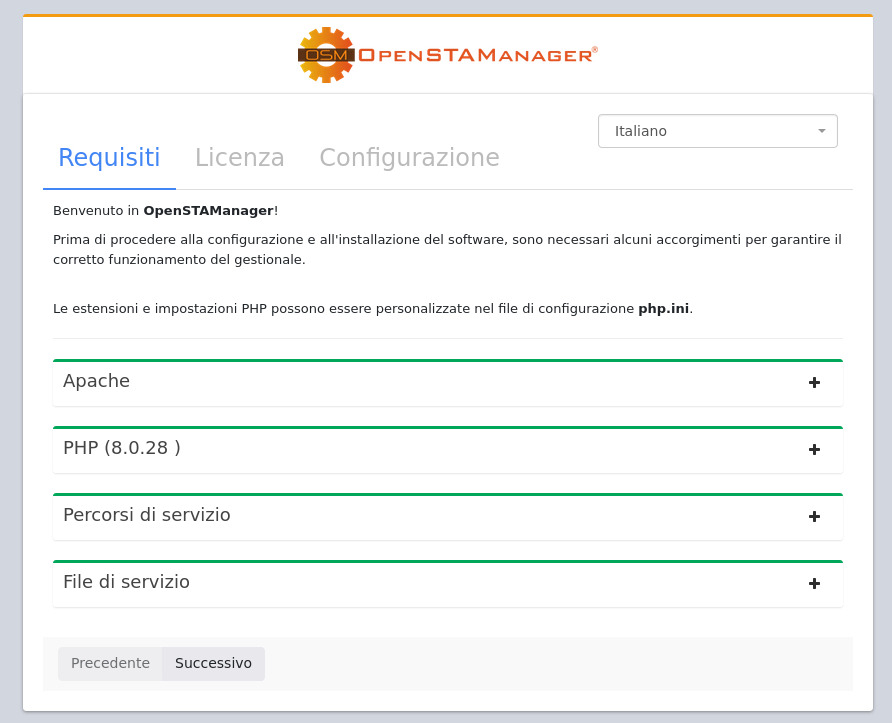 OSM OPENSTAMANAGER®
Italiano
Requisiti Licenza Configurazione
Benvenuto in OpenSTAManager!
Prima di procedere alla configurazione e all'installazione del software, sono necessari alcuni accorgimenti per garantire il
corretto funzionamento del gestionale.
Le estensioni e impostazioni PHP possono essere personalizzate nel file di configurazione php.ini.
Apache
PHP (8.0.28 )
Percorsi di servizio
File di servizio
Precedente Successivo